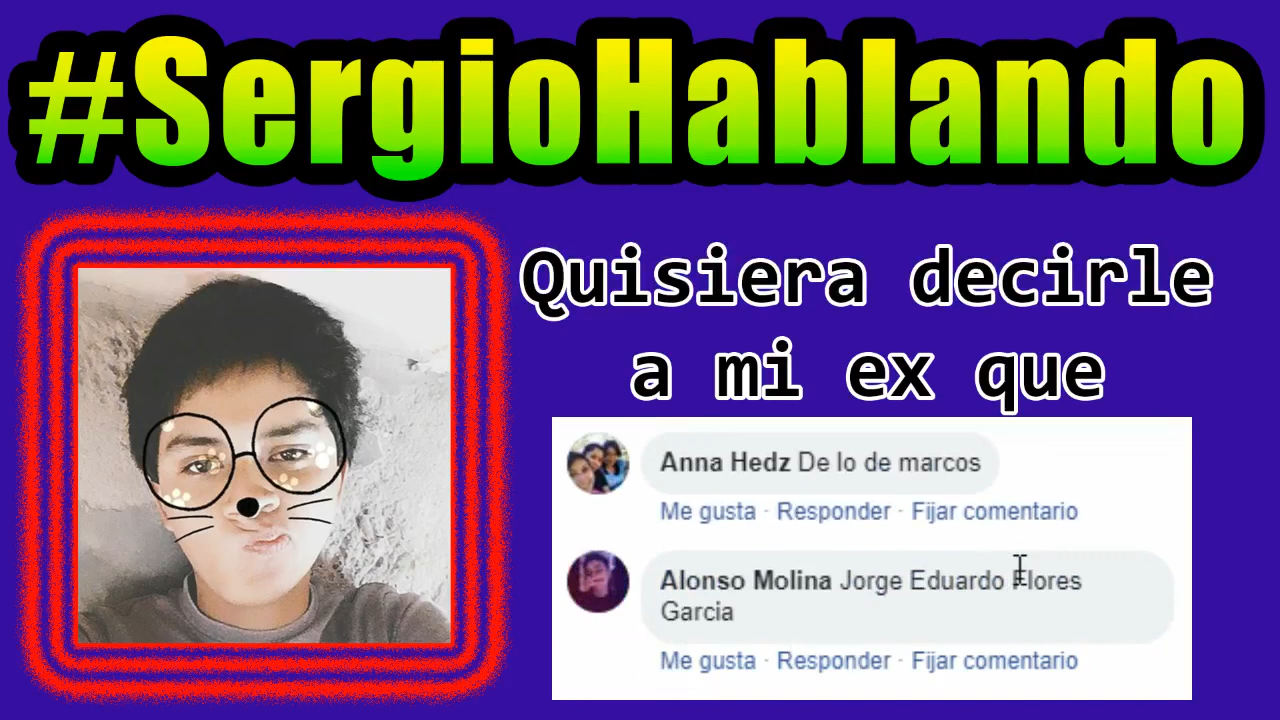 #SergioHablando
Quisiera decirle
a mi ex que
Anna Hedz De lo de marcos
Me gusta · Responder · Fijar comentario
Alonso Molina Jorge Eduardo Flores
Garcia
Me gusta · Responder · Fijar comentario